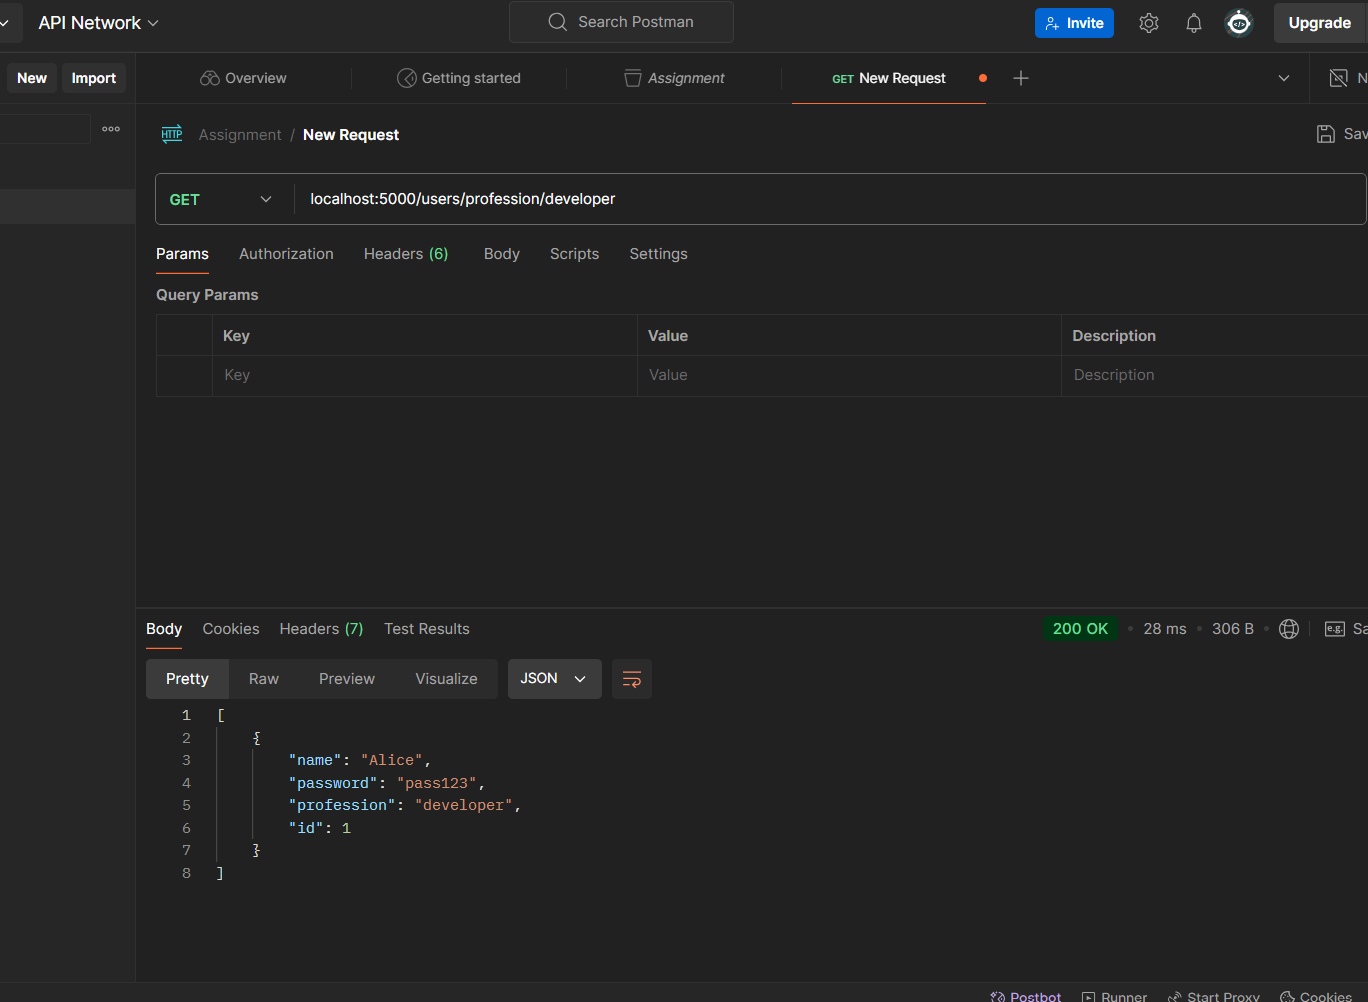 API Network
Search Postman
Invite
Upgrade
New
Import
Overview
Getting started
Assignment
GET New Request
N
HTTP
Assignment / New Request
Sav
GET
localhost:5000/users/profession/developer
Params
Authorization
Headers (6)
Body
Scripts
Settings
Query Params
Key
Value
Description
Key
Value
Description
Body
Cookies
Headers (7)
Test Results
200 OK
28 ms
306 B
e.g.
Sa
Pretty
Raw
Preview
Visualize
JSON
1 [
2 {
3 "name": "Alice",
4 "password": "pass123",
5 "profession": "developer",
6 "id": 1
7 }
8 ]
Postbot
Runner
Start Proxy
Cookies